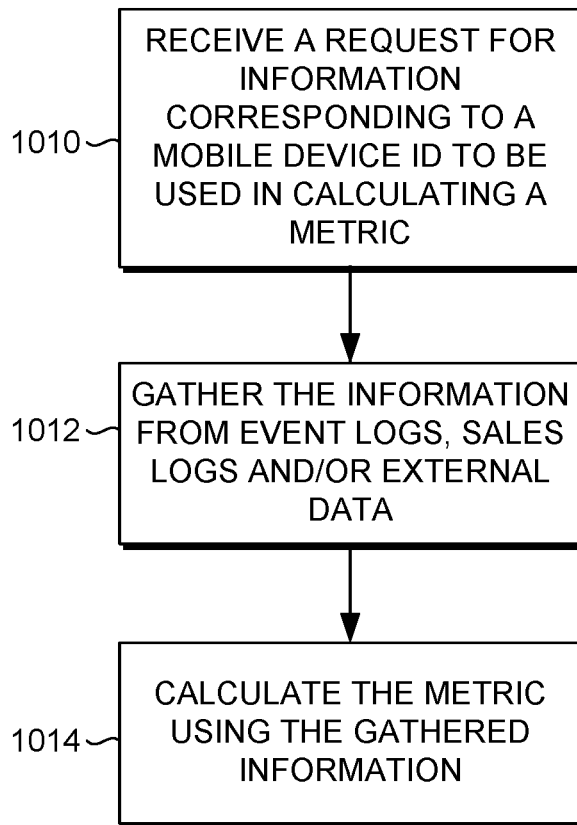 RECEIVE A REQUEST FOR
INFORMATION
CORRESPONDING TO A
MOBILE DEVICE ID TO BE
USED IN CALCULATING A
METRIC
1010
GATHER THE INFORMATION
FROM EVENT LOGS, SALES
LOGS AND/OR EXTERNAL
DATA
1012
CALCULATE THE METRIC
USING THE GATHERED
INFORMATION
1014